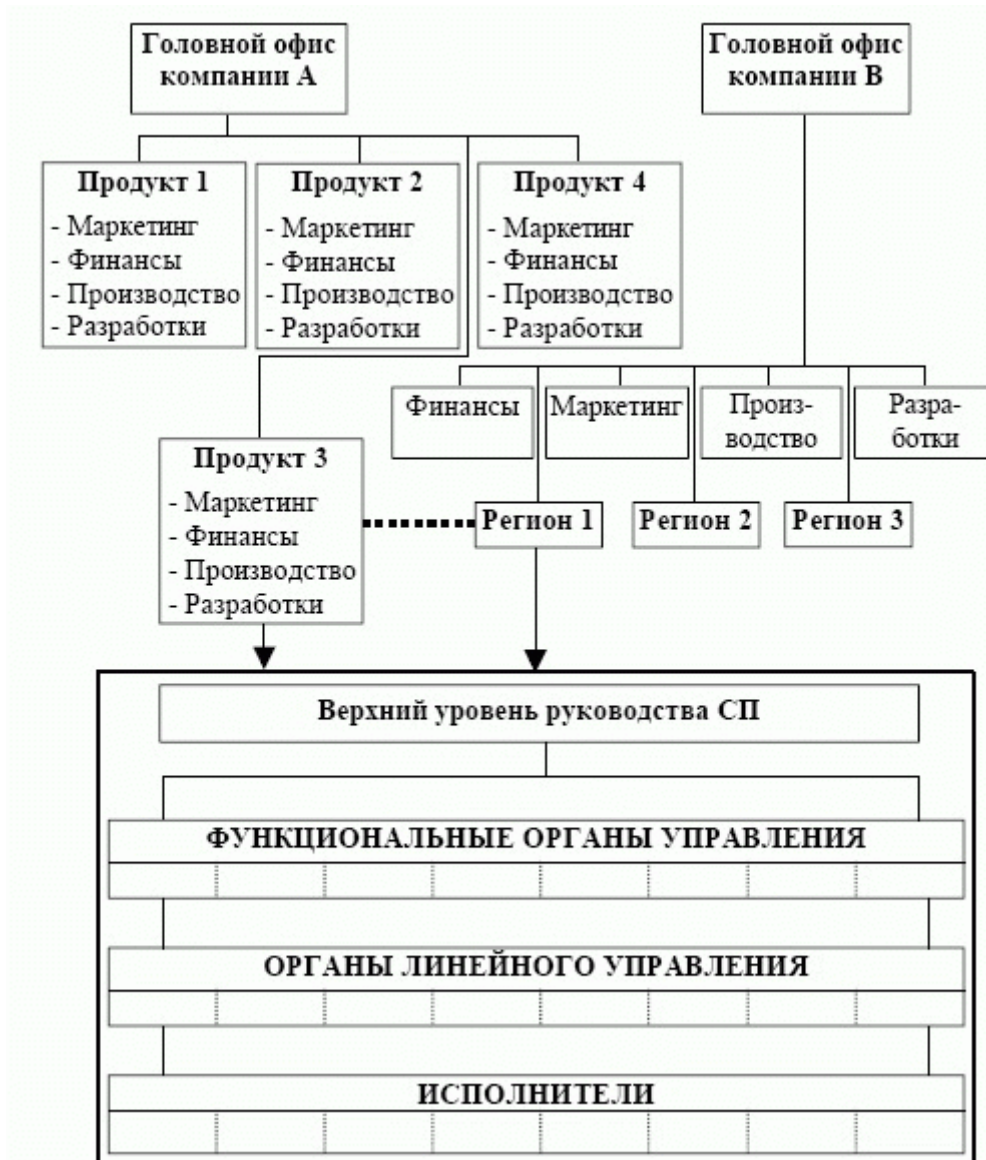 Головной офис
компании А
Головной офис
компании В
Продукт 1
- Маркетинг
- Финансы
- Производство
- Разработки
Продукт 2
- Маркетинг
- Финансы
- Производство
- Разработки
Продукт 4
- Маркетинг
- Финансы
- Производство
- Разработки
Финансы
Маркетинг
Произ-
водство
Разра-
ботки
Продукт 3
- Маркетинг
- Финансы
- Производство
- Разработки
Регион 1
Регион 2
Регион 3
Верхний уровень руководства СП
ФУНКЦИОНАЛЬНЫЕ ОРГАНЫ УПРАВЛЕНИЯ
ОРГАНЫ ЛИНЕЙНОГО УПРАВЛЕНИЯ
ИСПОЛНИТЕЛИ